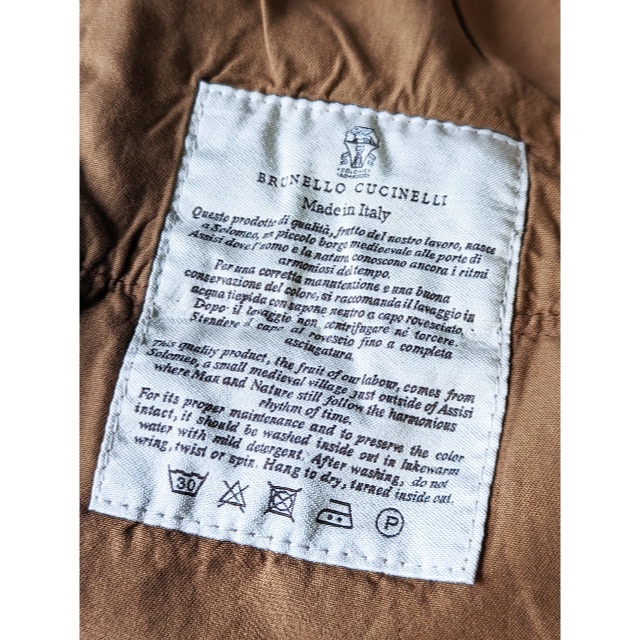 BRUNELLO CUCINELLI
Made in Italy
Questo prodotto di qualità, frutto del nostro lavoro, nasce
a Solomeo, un piccolo borgo medioevale alle porte di
Assisi dove l'uomo e la natura conoscono ancora i ritmi
armoniosi del tempo.
Per una corretta manutenzione e una buona
conservazione del colore, si raccomanda il lavaggio in
acqua tiepida con sapone neutro a capo rovesciato.
Dopo il lavaggio non centrifugare né torcere.
Stendere il capo al rovescio fino a completa
asciugatura.
This quality product, the fruit of our labour, comes from
Solomeo, a small medieval village just outside of Assisi
where Man and Nature still follow the harmonious
rhythm of time.
For its proper maintenance and to preserve the color
intact, it should be washed inside out in lukewarm
water with mild detergent. After washing, do not
wring, twist or spin. Hang to dry, turned inside out.
30 P